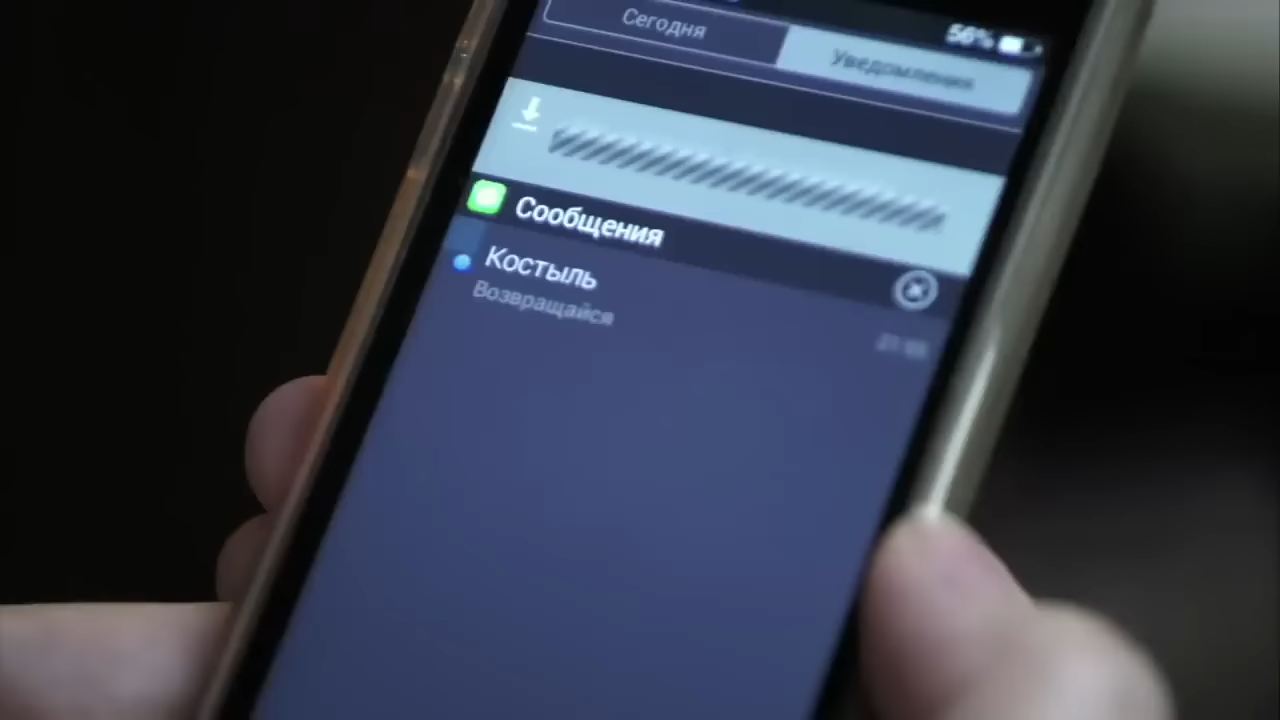 Сегодня
Уведомления
56%
Сообщения
Костыль
Возвращайся